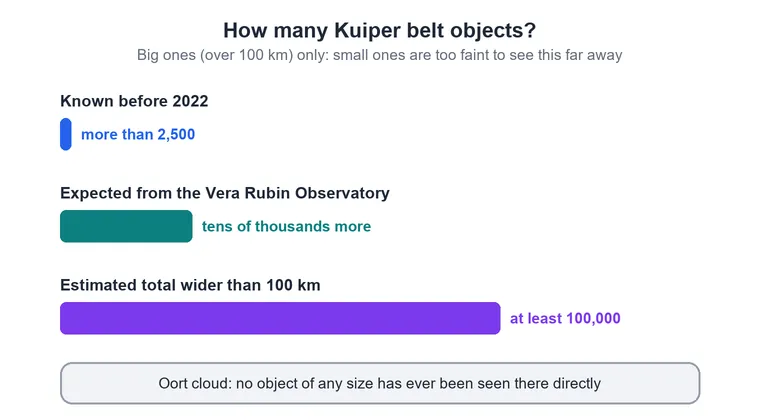 How many Kuiper belt objects?
Big ones (over 100 km) only: small ones are too faint to see this far away
Known before 2022
more than 2,500
Expected from the Vera Rubin Observatory
tens of thousands more
Estimated total wider than 100 km
at least 100,000
Oort cloud: no object of any size has ever been seen there directly